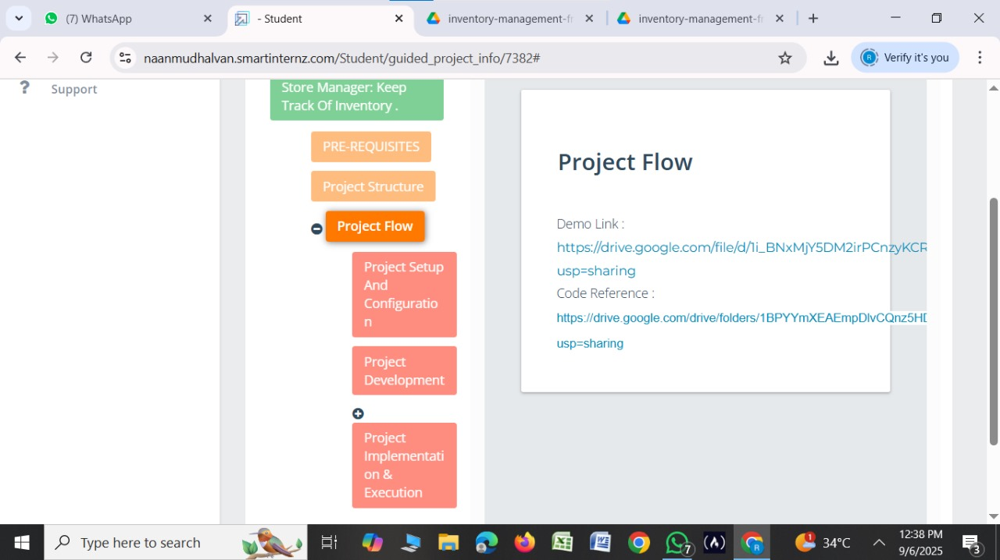 (7) WhatsApp
- Student
inventory-management-fr
inventory-management-fr
naanmudhalvan.smartinternz.com/Student/guided_project_info/7382#
Verify it's you
? Support
Store Manager: Keep
Track Of Inventory .
PRE-REQUISITES
Project Structure
Project Flow
Project Setup
And
Configuratio
n
Project
Development
Project
Implementati
on &
Execution
Project Flow
Demo Link :
https://drive.google.com/file/d/1i_BNxMjY5DM2irPCnzyKCR
usp=sharing
Code Reference :
https://drive.google.com/drive/folders/1BPYYmXEAEmpDlvCQnz5HD
usp=sharing
Type here to search
7
1
34°C
12:38 PM
9/6/2025
3